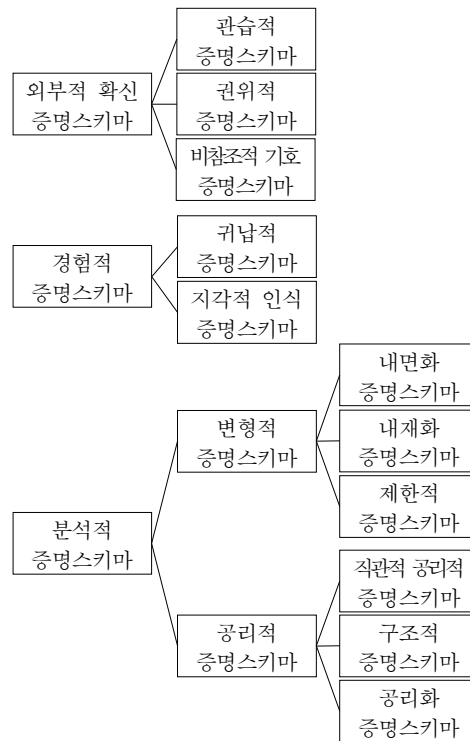 관습적
증명스키마
외부적 확신
증명스키마
권위적
증명스키마
비참조적 기호
증명스키마
경험적
증명스키마
귀납적
증명스키마
지각적 인식
증명스키마
분석적
증명스키마
변형적
증명스키마
내면화
증명스키마
내재화
증명스키마
제한적
증명스키마
공리적
증명스키마
직관적 공리적
증명스키마
구조적
증명스키마
공리화
증명스키마